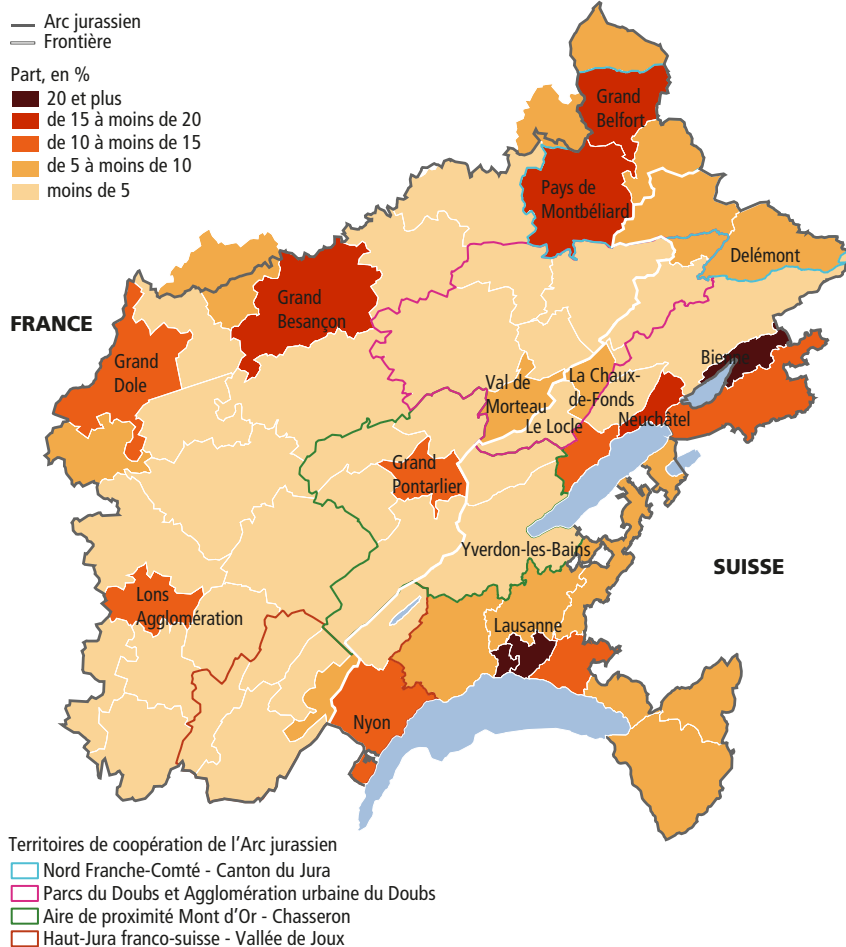 Arc jurassien
Frontière
Part, en %
20 et plus
de 15 à moins de 20
de 10 à moins de 15
de 5 à moins de 10
moins de 5
Grand
Belfort
Pays de
Montbéliard
Delémont
Grand
Besançon
FRANCE
Grand
Dole
Bienne
La Chaux-
de-Fonds
Val de
Morteau
Neuchâtel
Le Locle
Grand
Pontarlier
Yverdon-les-Bains
SUISSE
Lons
Agglomération
Lausanne
Nyon
Territoires de coopération de l'Arc jurassien
Nord Franche-Comté - Canton du Jura
Parcs du Doubs et Agglomération urbaine du Doubs
Aire de proximité Mont d'Or - Chasseron
Haut-Jura franco-suisse - Vallée de Joux